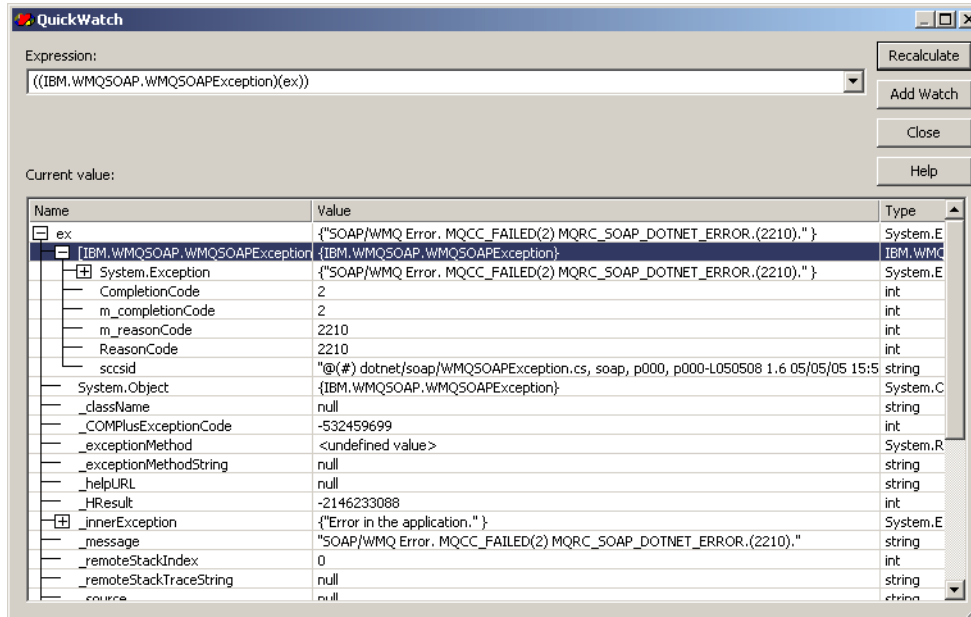 QuickWatch
Expression:
Recalculate
((IBM.WMQSOAP.WMQSOAPException)(ex))
Add Watch
Close
Current value:
Help
Name Value Type
ex {"SOAP/WMQ Error. MQCC_FAILED(2) MQRC_SOAP_DOTNET_ERROR.(2210)." } System.E
[IBM.WMQSOAP.WMQSOAPException {IBM.WMQSOAP.WMQSOAPException} IBM.WMQ
System.Exception {"SOAP/WMQ Error. MQCC_FAILED(2) MQRC_SOAP_DOTNET_ERROR.(2210)." } System.E
CompletionCode 2 int
m_completionCode 2 int
m_reasonCode 2210 int
ReasonCode 2210 int
sccsid "@(#) dotnet/soap/WMQSOAPException.cs, soap, p000, p000-L050508 1.6 05/05/05 15:5 string
System.Object {IBM.WMQSOAP.WMQSOAPException} System.C
_className null string
_COMPlusExceptionCode -532459699 int
_exceptionMethod <undefined value> System.R
_exceptionMethodString null string
_helpURL null string
_HResult -2146233088 int
_innerException {"Error in the application." } System.E
_message "SOAP/WMQ Error. MQCC_FAILED(2) MQRC_SOAP_DOTNET_ERROR.(2210)." string
_remoteStackIndex 0 int
_remoteStackTraceString null string
_source null string